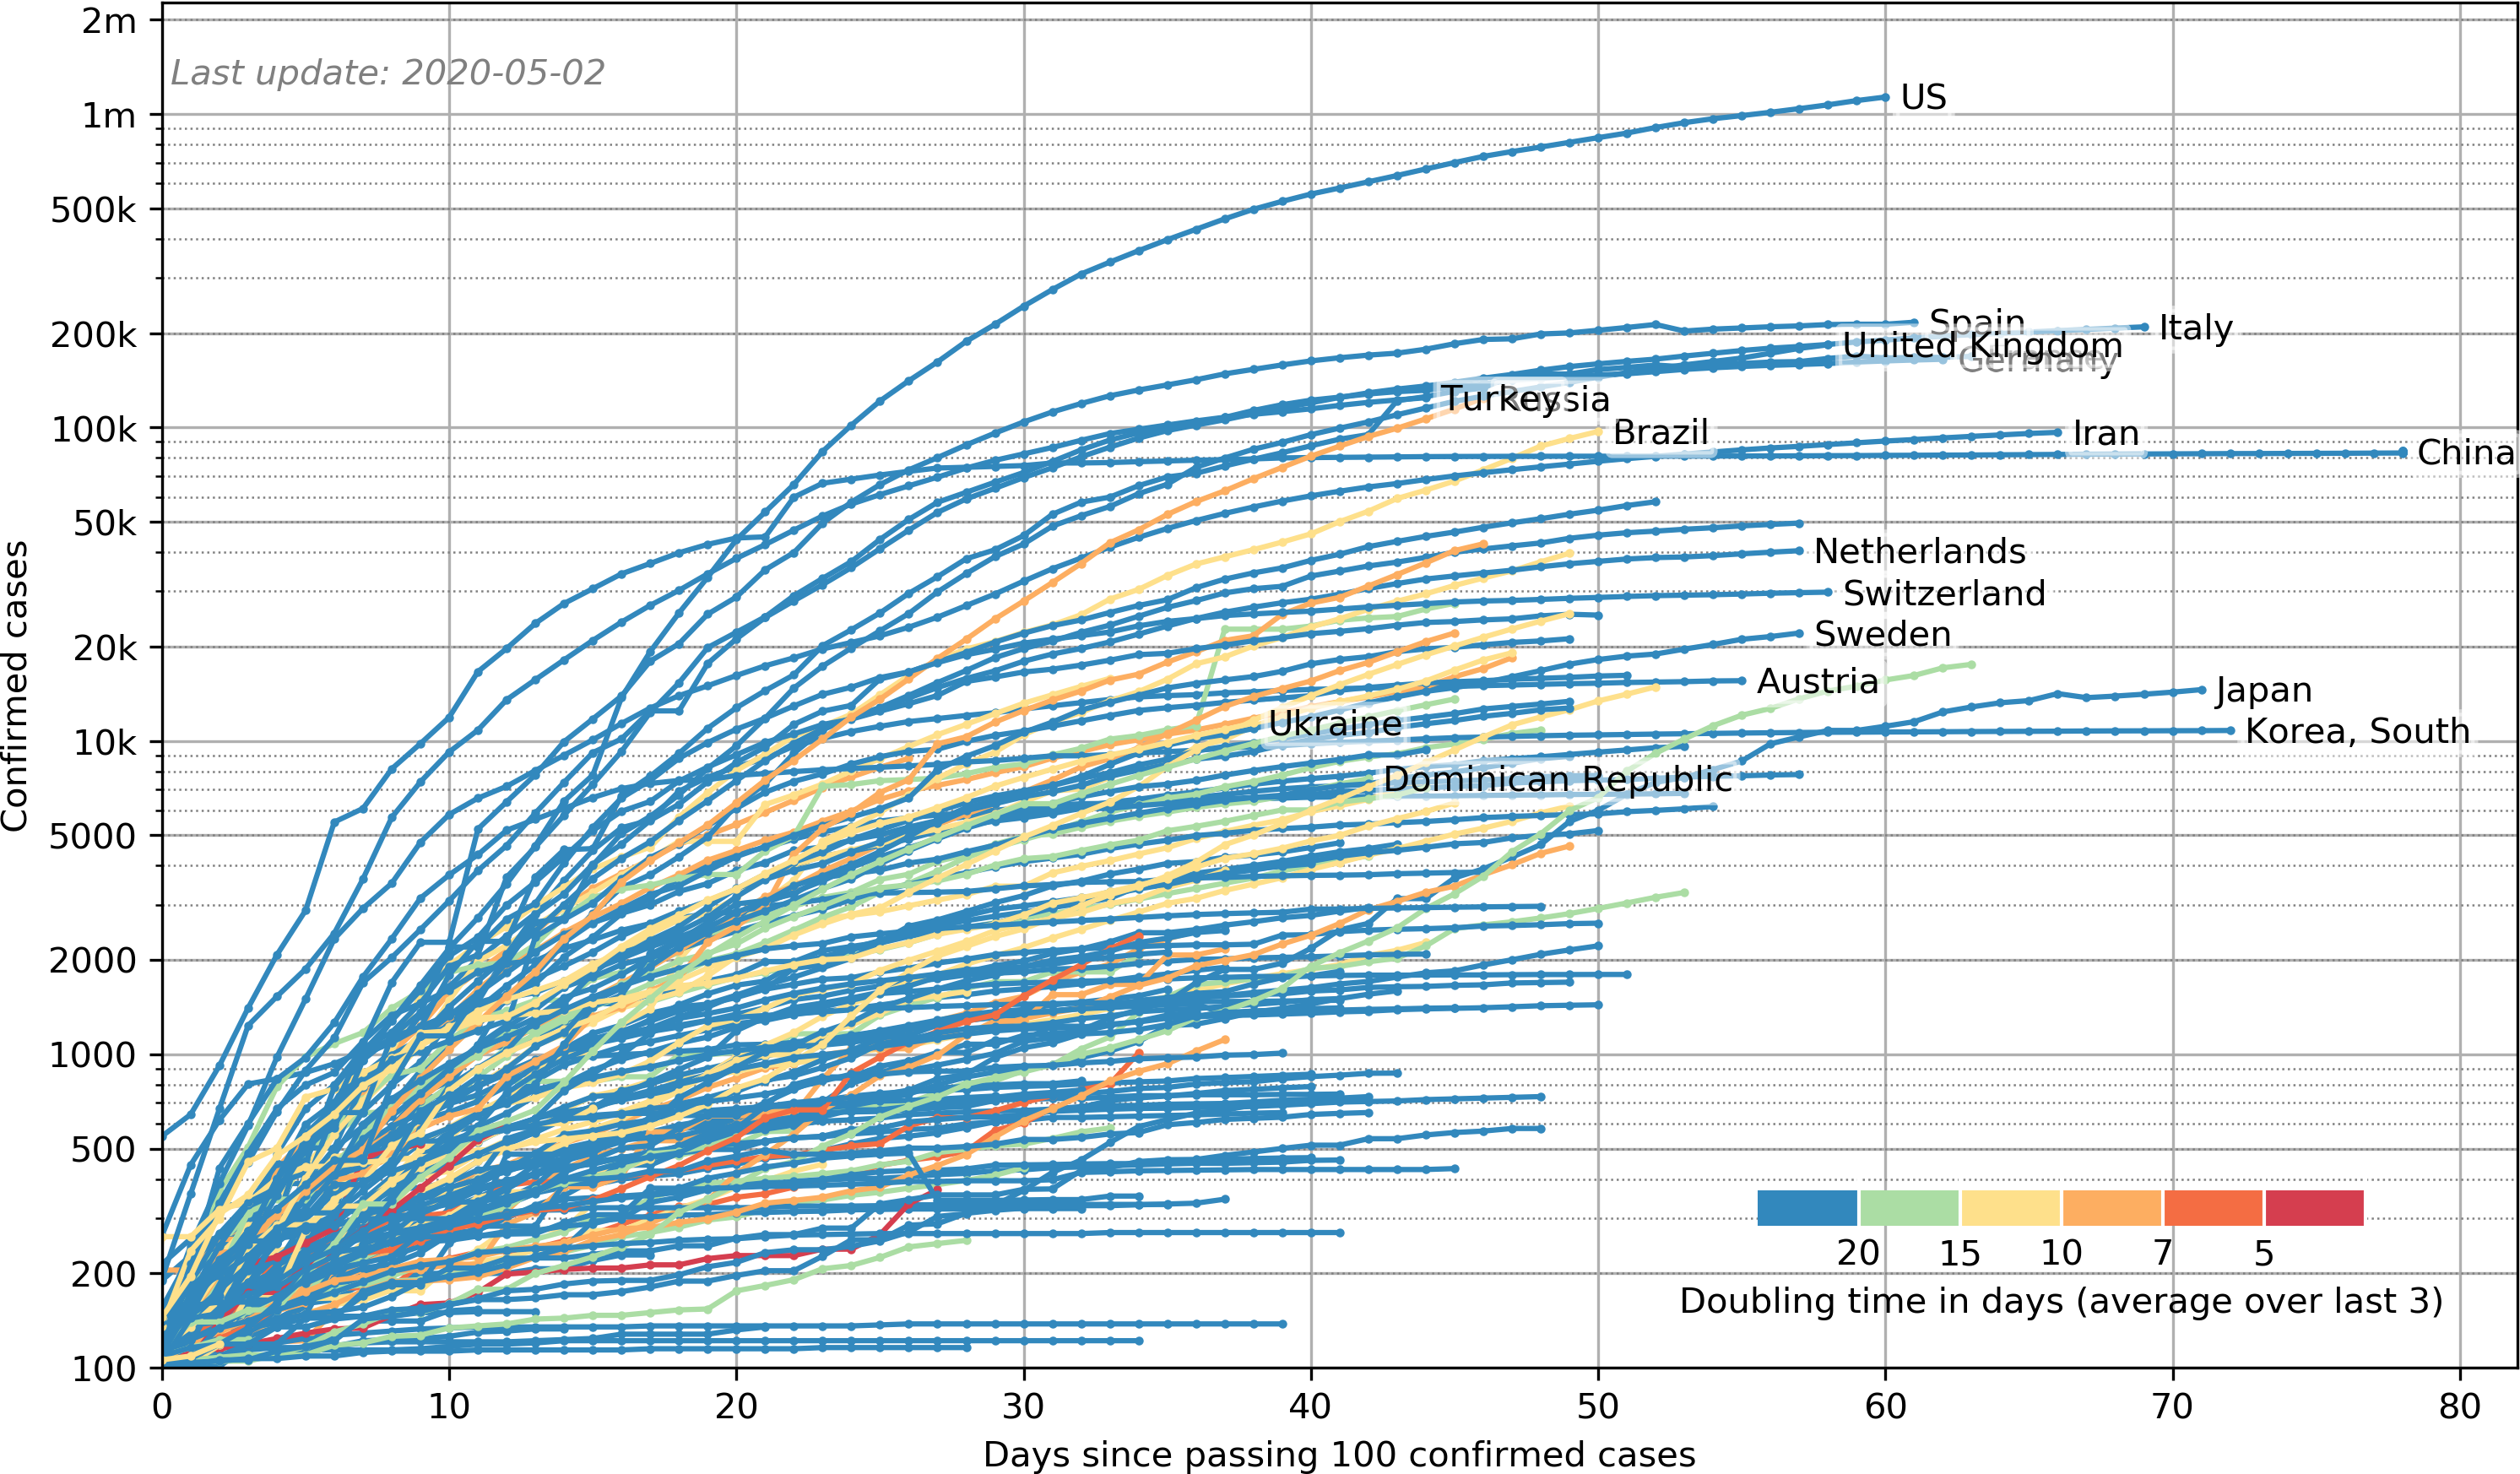 2m
Last update: 2020-05-02
1m
US
500k
200k
Spain
Italy
United Kingdom
Germany
Turkey
Russia
100k
Brazil
Iran
China
50k
Netherlands
Switzerland
20k
Sweden
Austria
Japan
10k
Ukraine
Korea, South
Dominican Republic
5000
2000
1000
500
200
100
Confirmed cases
20 15 10 7 5
Doubling time in days (average over last 3)
0 10 20 30 40 50 60 70 80
Days since passing 100 confirmed cases